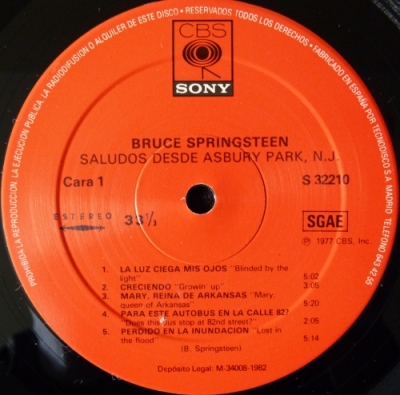 PROHIBIDA LA REPRODUCCION, LA EJECUCION PUBLICA, LA RADIODIFUSION O ALQUILER DE ESTE DISCO • RESERVADOS TODOS LOS DERECHOS • FABRICADO EN ESPAÑA POR TECNODISCO S.A. MADRID. TELEFONO 643 42 55
CBS
SONY
BRUCE SPRINGSTEEN
SALUDOS DESDE ASBURY PARK, N.J.
Cara 1
S 32210
ESTEREO 33⅓
SGAE
℗ 1977 CBS, Inc.
1. LA LUZ CIEGA MIS OJOS "Blinded by the
light" 5:02
2. CRECIENDO "Growin' up" 3:05
3. MARY, REINA DE ARKANSAS "Mary,
queen of Arkansas" 5:20
4. PARA ESTE AUTOBUS EN LA CALLE 82?
"Does this bus stop at 82nd street?" 2:05
5. PERDIDO EN LA INUNDACION "Lost in
the flood" 5:14
(B. Springsteen)
Depósito Legal: M-34008-1982